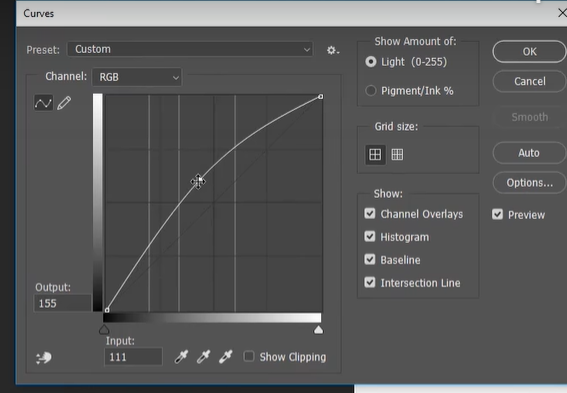 Curves
Preset: Custom
Channel: RGB
Output:
155
Input:
111
Show Clipping
Show Amount of:
Light (0-255)
Pigment/Ink %
Grid size:
Show:
Channel Overlays
Histogram
Baseline
Intersection Line
OK
Cancel
Smooth
Auto
Options...
Preview